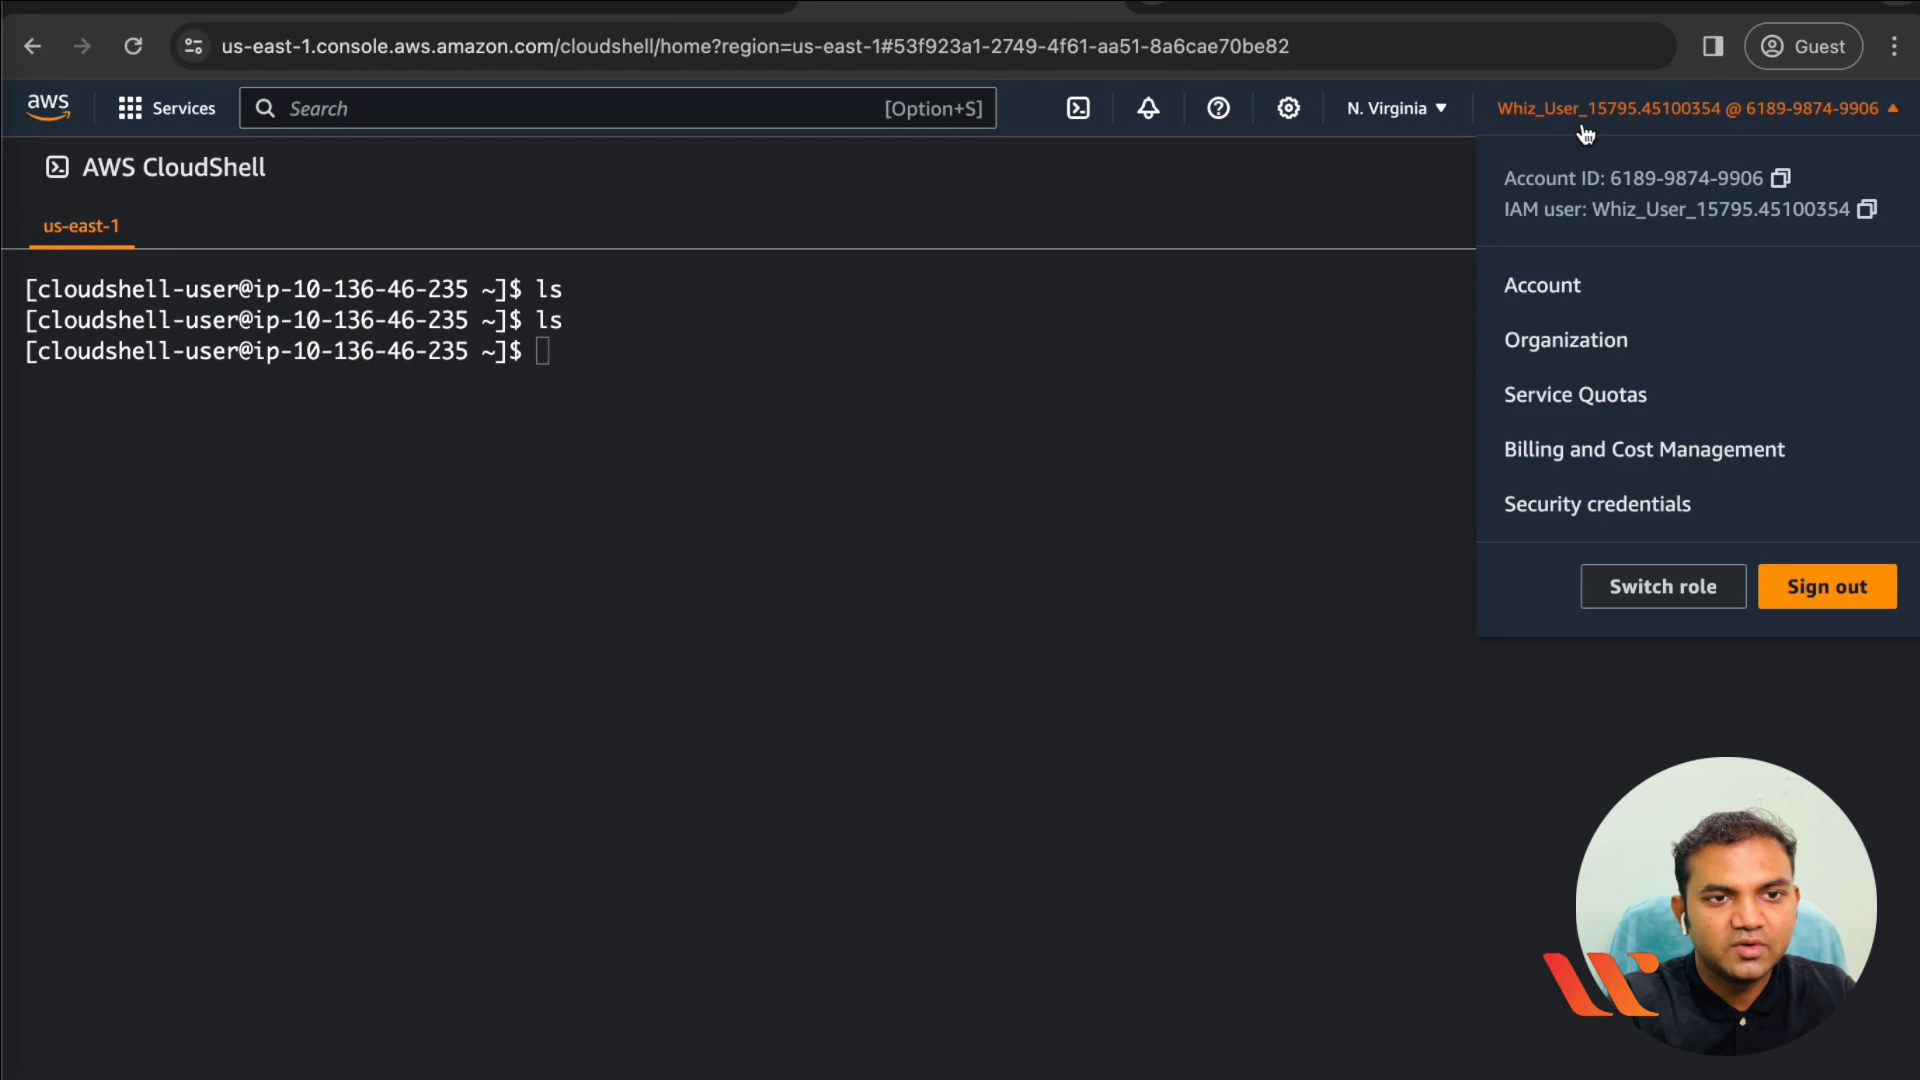 us-east-1.console.aws.amazon.com/cloudshell/home?region=us-east-1#53f923a1-2749-4f61-aa51-8a6cae70be82
Guest
aws
Services
Search
[Option+S]
N. Virginia
Whiz_User_15795.45100354 @ 6189-9874-9906
AWS CloudShell
us-east-1
[cloudshell-user@ip-10-136-46-235 ~]$ ls
[cloudshell-user@ip-10-136-46-235 ~]$ ls
[cloudshell-user@ip-10-136-46-235 ~]$
Account ID: 6189-9874-9906
IAM user: Whiz_User_15795.45100354
Account
Organization
Service Quotas
Billing and Cost Management
Security credentials
Switch role
Sign out